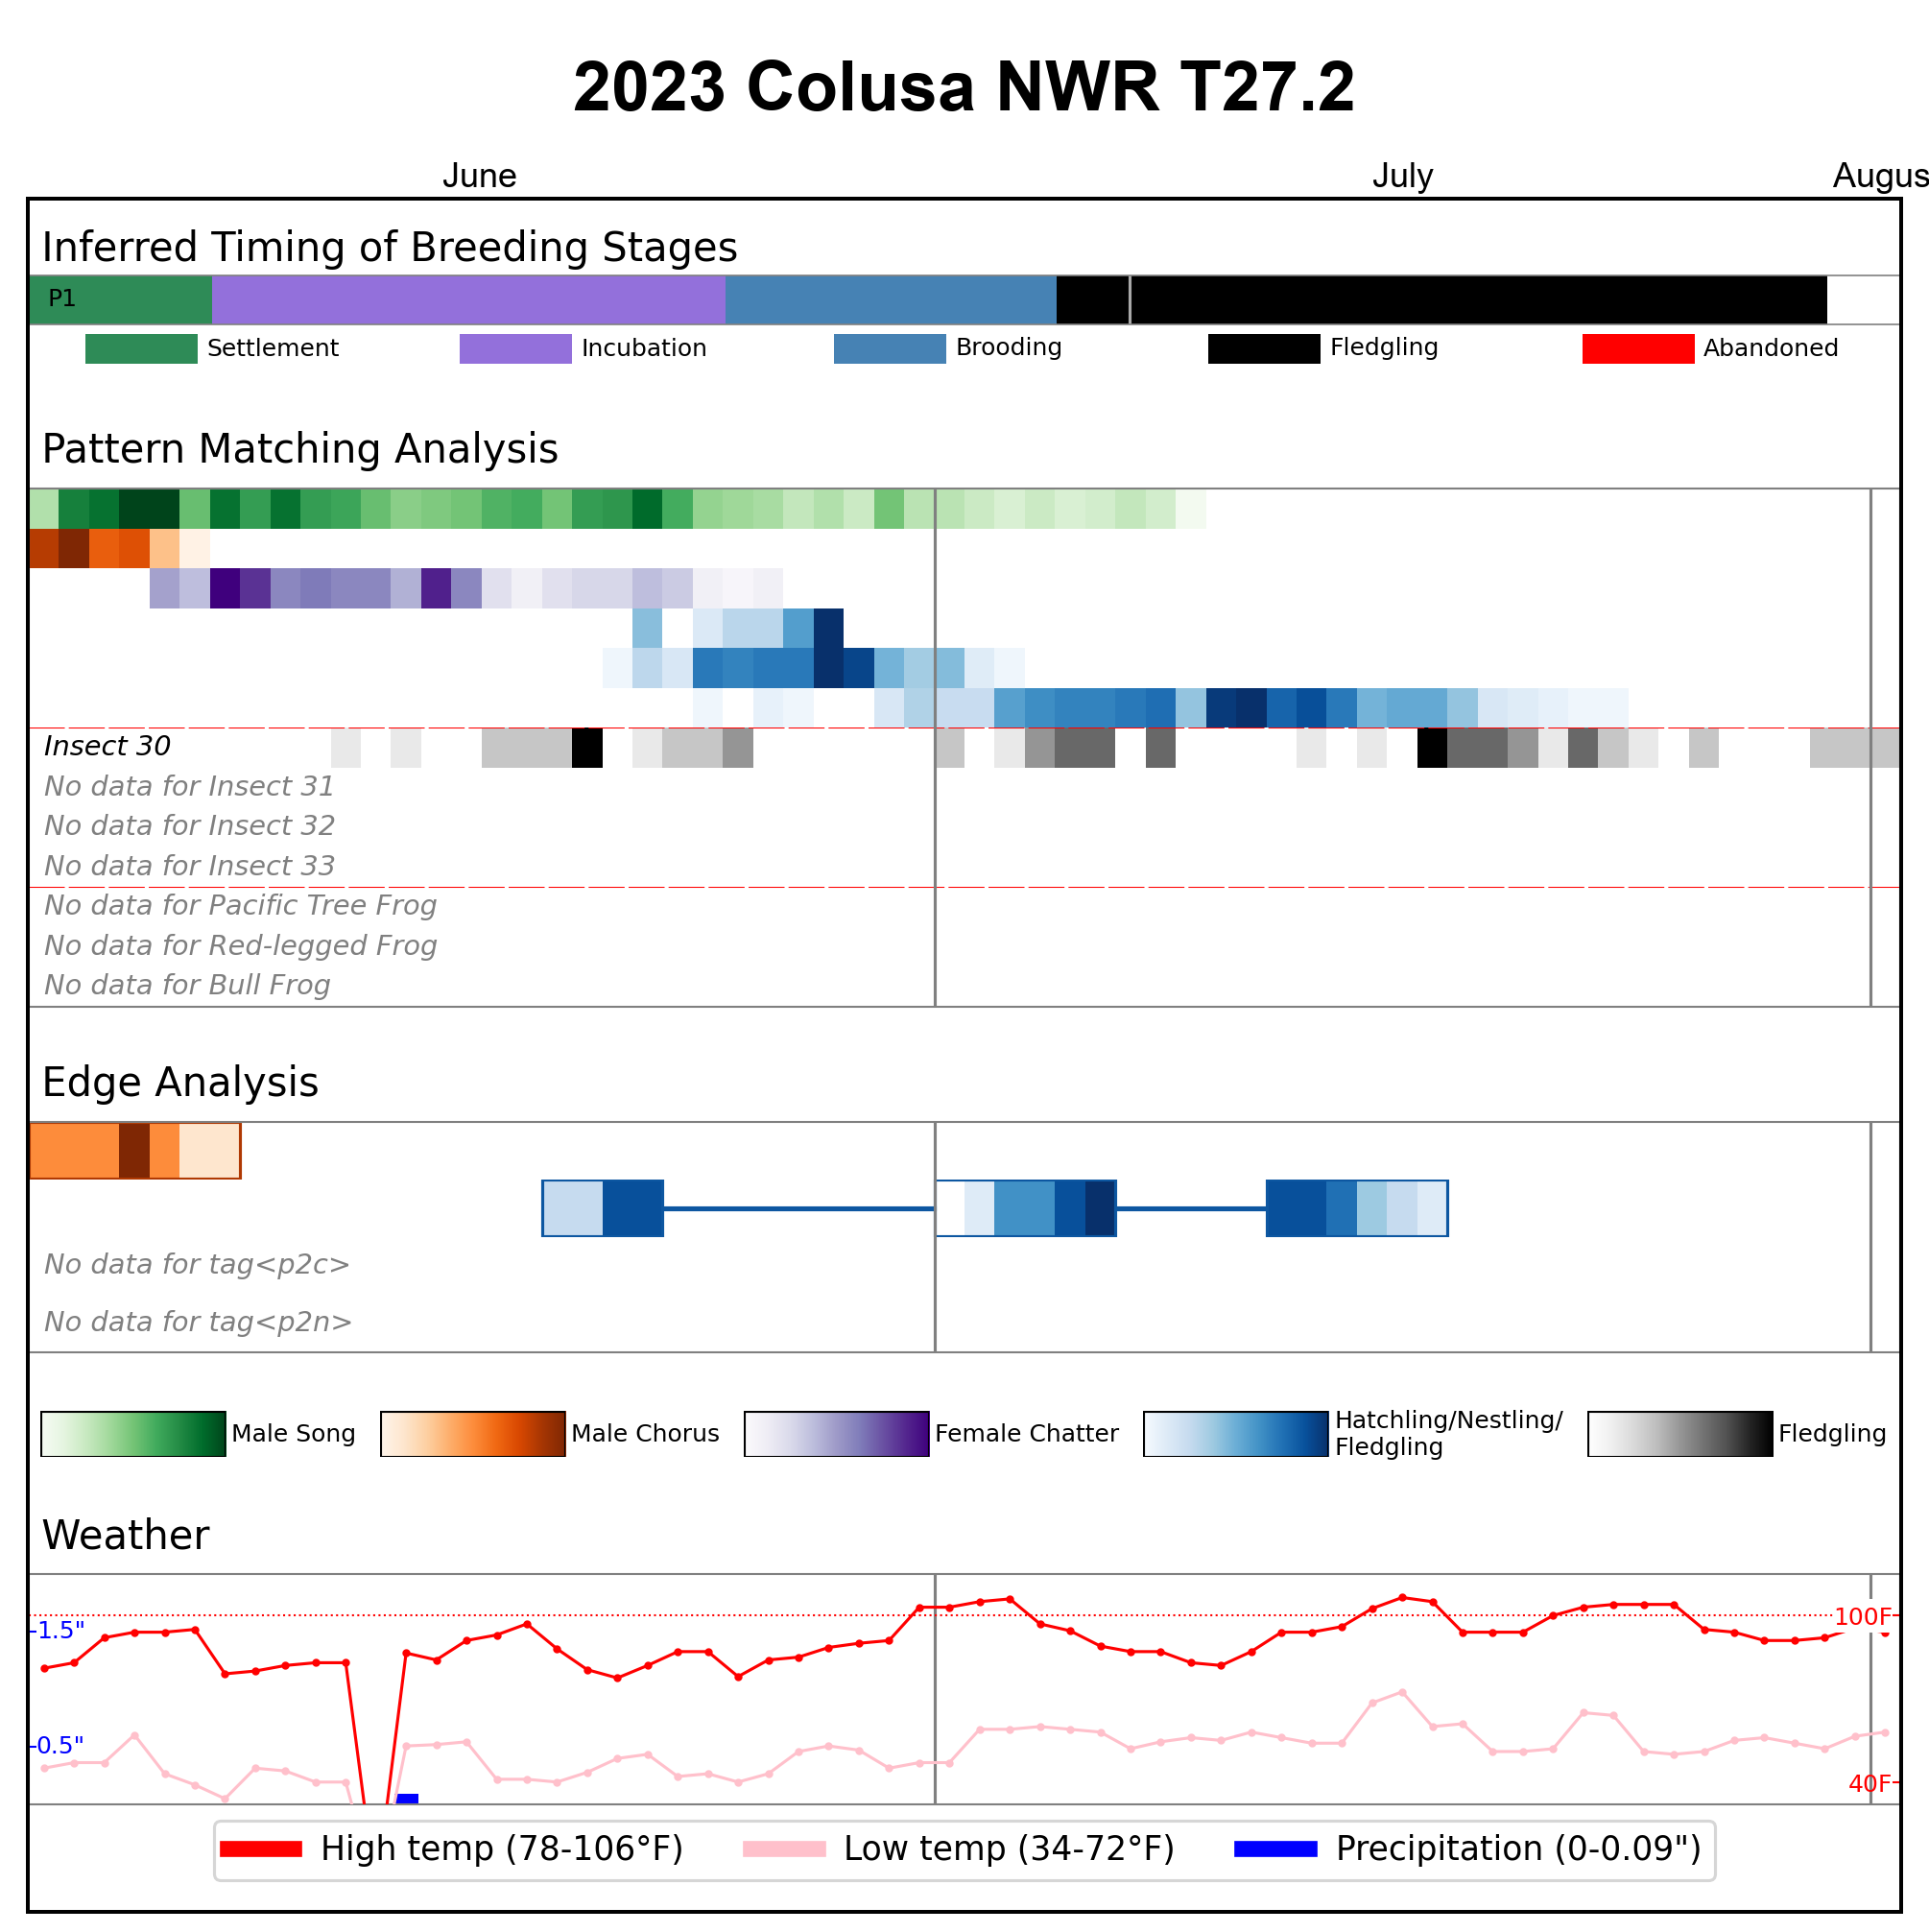 2023 Colusa NWR T27.2
June July Augus
Inferred Timing of Breeding Stages
P1
Settlement Incubation Brooding Fledgling Abandoned
Pattern Matching Analysis
Insect 30
No data for Insect 31
No data for Insect 32
No data for Insect 33
No data for Pacific Tree Frog
No data for Red-legged Frog
No data for Bull Frog
Edge Analysis
No data for tag<p2c>
No data for tag<p2n>
Male Song Male Chorus Female Chatter Hatchling/Nestling/
Fledgling Fledgling
Weather
1.5" 100F
0.5" 40F
High temp (78-106°F) Low temp (34-72°F) Precipitation (0-0.09")